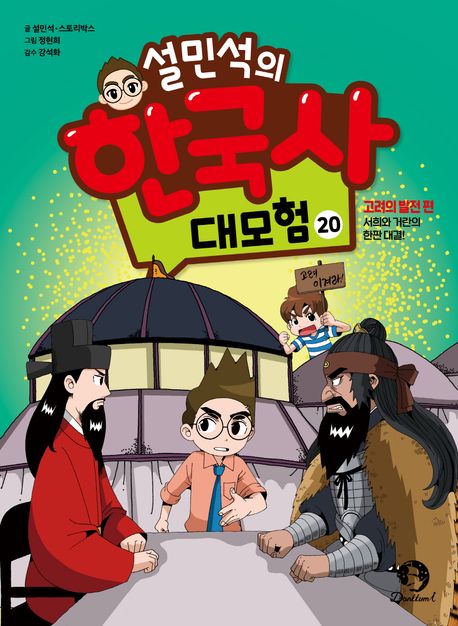 글 설민석·스토리박스
그림 정현희
감수 강석화
설민석의
한국사
대모험 20
고려의 발전 편
서희와 거란의
한판 대결!
고려여
이겨라!
Dankkumi